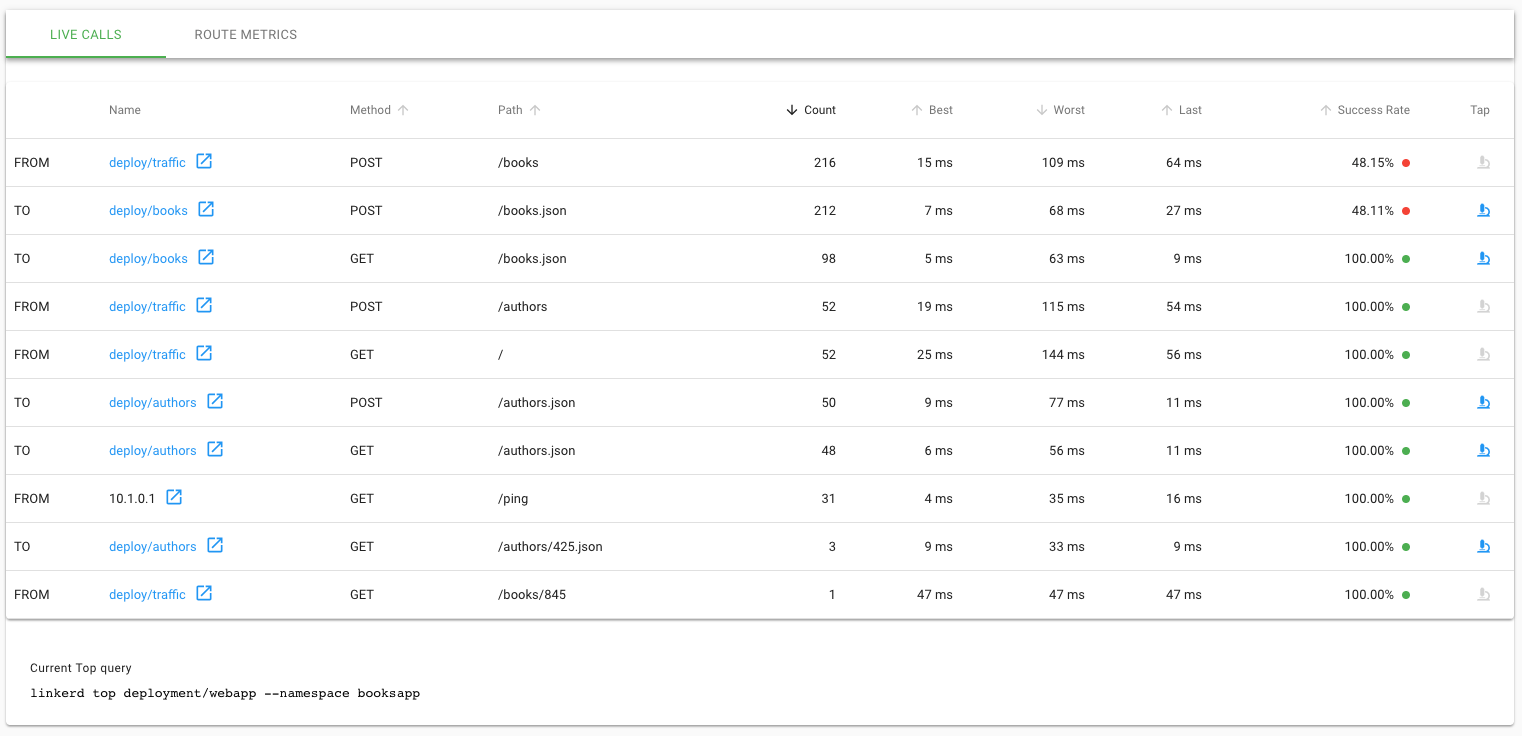 LIVE CALLS ROUTE METRICS
Name Method Path Count Best Worst Last Success Rate Tap
FROM deploy/traffic POST /books 216 15 ms 109 ms 64 ms 48.15%
TO deploy/books POST /books.json 212 7 ms 68 ms 27 ms 48.11%
TO deploy/books GET /books.json 98 5 ms 63 ms 9 ms 100.00%
FROM deploy/traffic POST /authors 52 19 ms 115 ms 54 ms 100.00%
FROM deploy/traffic GET / 52 25 ms 144 ms 56 ms 100.00%
TO deploy/authors POST /authors.json 50 9 ms 77 ms 11 ms 100.00%
TO deploy/authors GET /authors.json 48 6 ms 56 ms 11 ms 100.00%
FROM 10.1.0.1 GET /ping 31 4 ms 35 ms 16 ms 100.00%
TO deploy/authors GET /authors/425.json 3 9 ms 33 ms 9 ms 100.00%
FROM deploy/traffic GET /books/845 1 47 ms 47 ms 47 ms 100.00%
Current Top query
linkerd top deployment/webapp --namespace booksapp